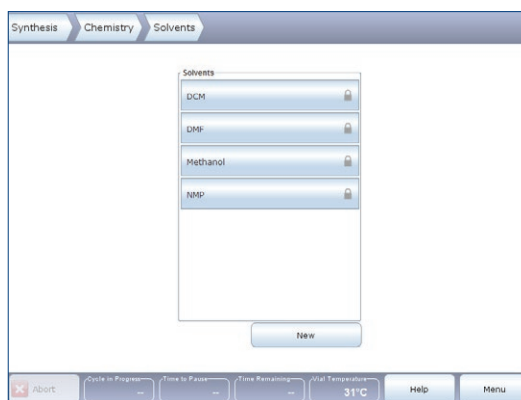 Synthesis Chemistry Solvents
Solvents
DCM
DMF
Methanol
NMP
New
Abort
Cycle in Progress
--
Time to Pause
--
Time Remaining
--
Vial Temperature
31°C
Help
Menu